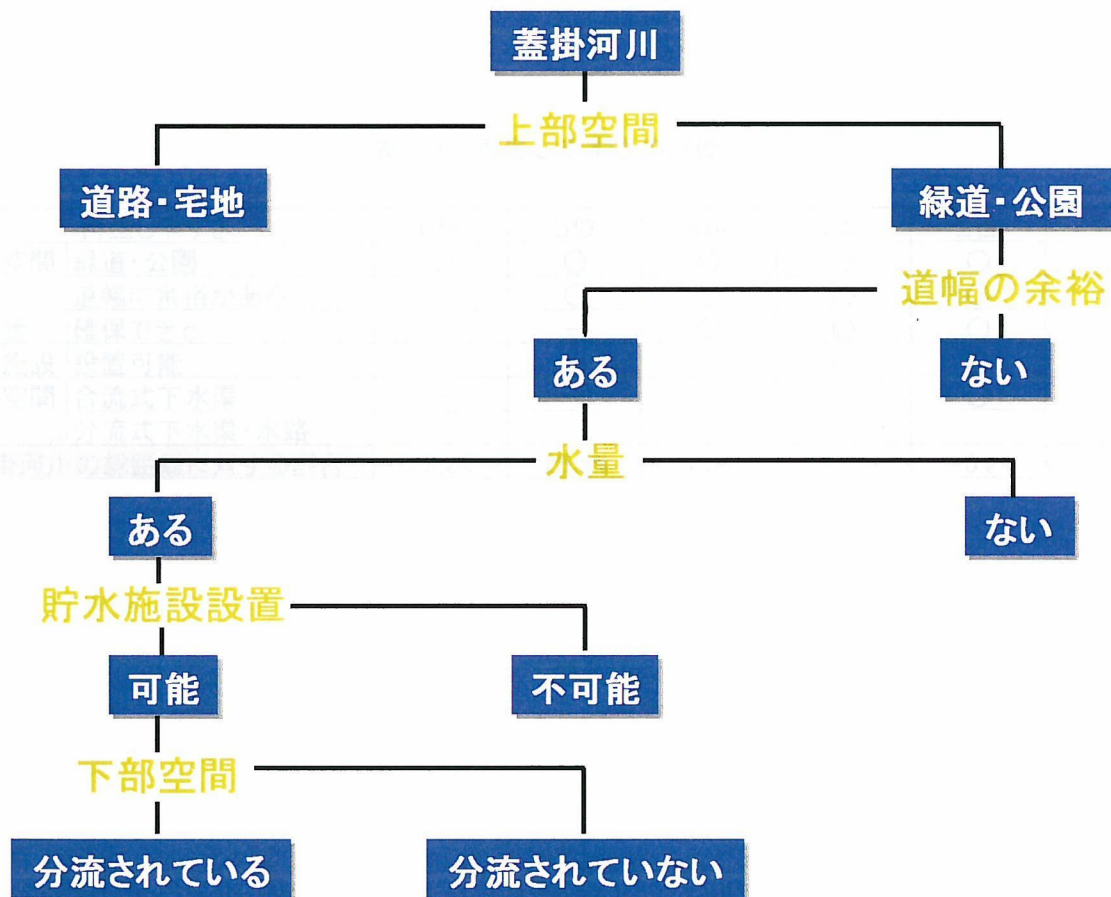 蓋掛河川
上部空間
道路・宅地
緑道・公園
道幅の余裕
ある
ない
水量
ある
ない
貯水施設設置
可能
不可能
下部空間
分流されている
分流されていない